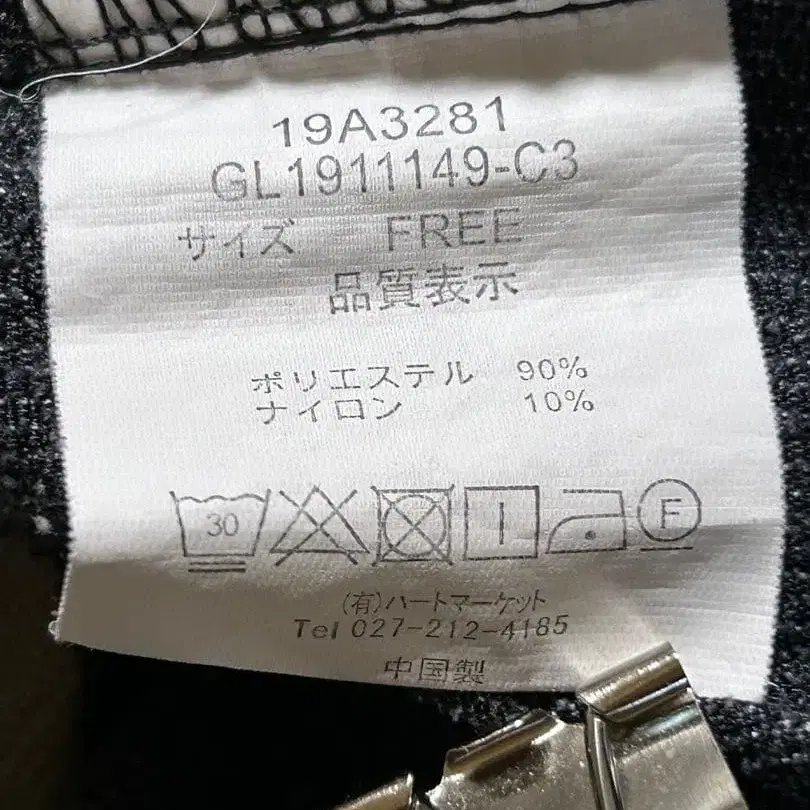 19A3281
GL1911149-C3
サイズ FREE
品質表示
ポリエステル 90%
ナイロン 10%
30
F
(有)ハートマーケット
Tel 027-212-4185
中国製